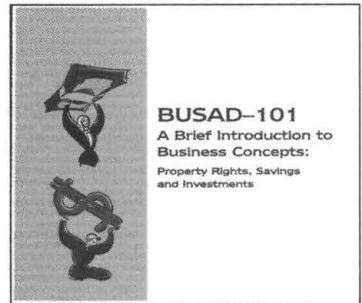 BUSAD–101
A Brief Introduction to
Business Concepts:
Property Rights, Savings
and Investments